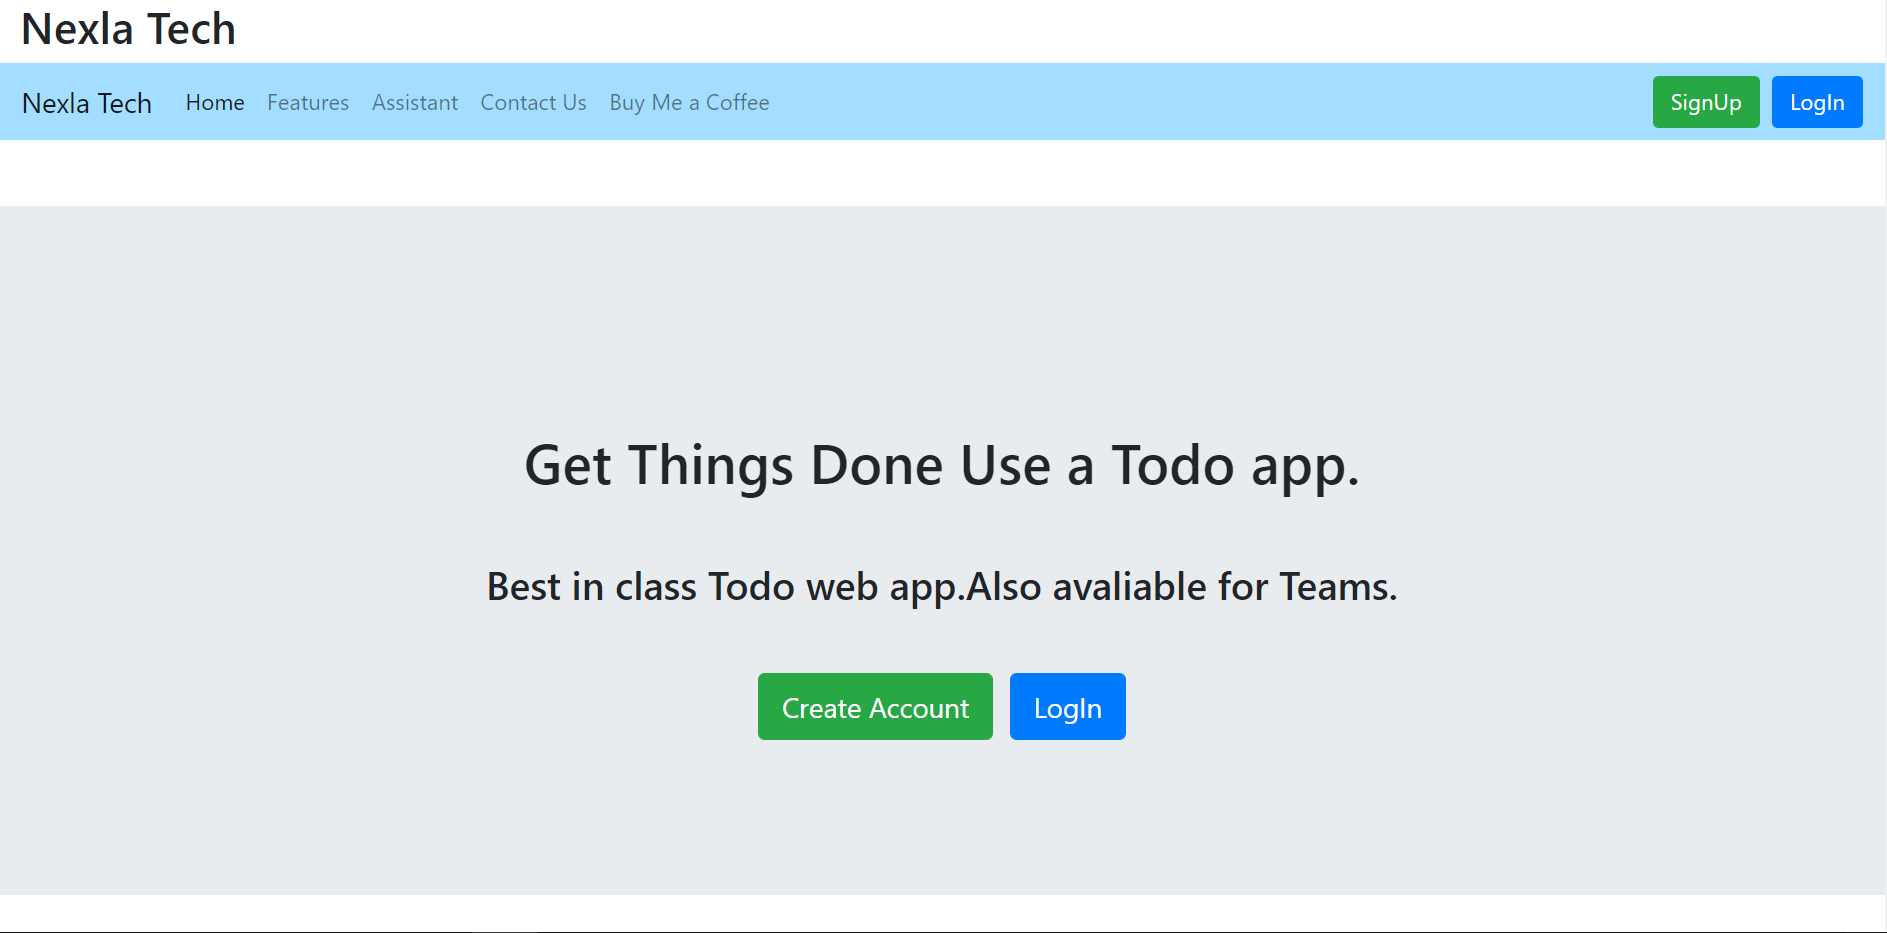 Nexla Tech
Nexla Tech Home Features Assistant Contact Us Buy Me a Coffee SignUp LogIn
Get Things Done Use a Todo app.
Best in class Todo web app.Also avaliable for Teams.
Create Account LogIn